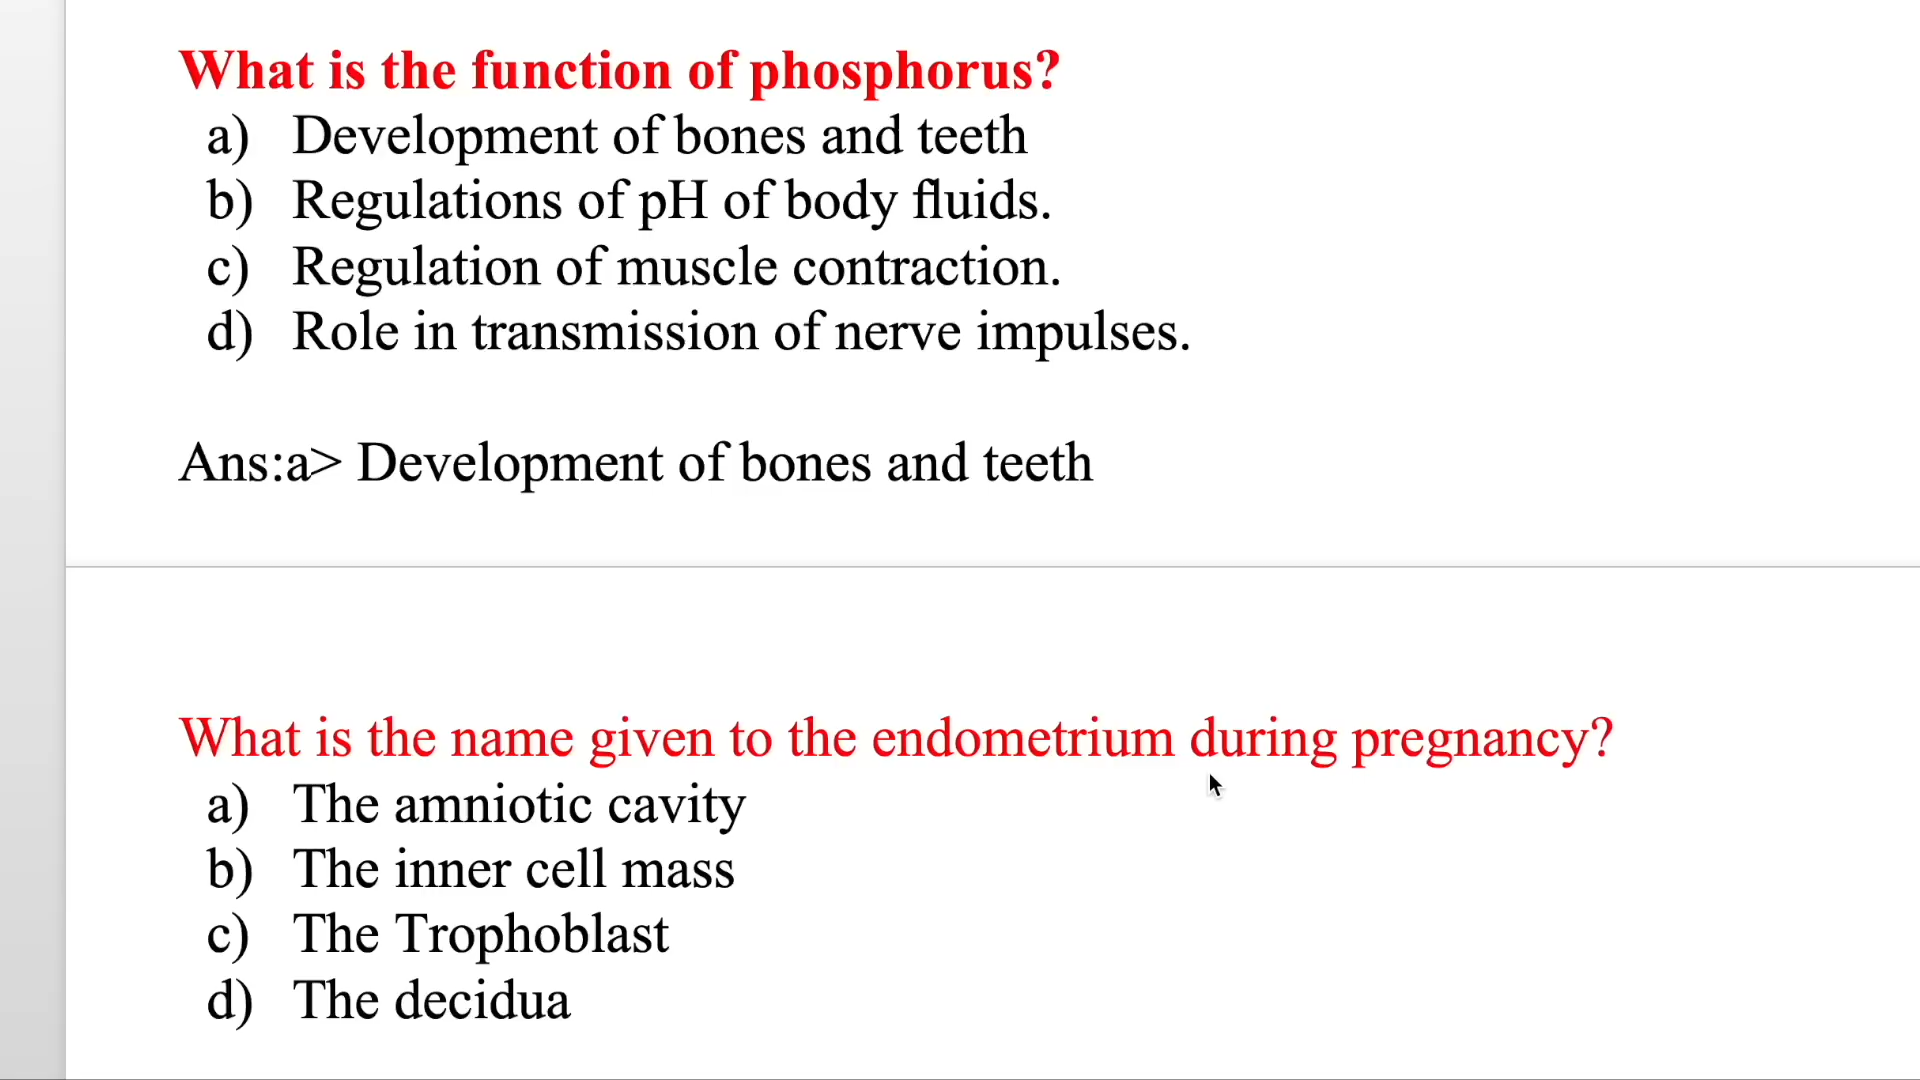 What is the function of phosphorus?
a) Development of bones and teeth
b) Regulations of pH of body fluids.
c) Regulation of muscle contraction.
d) Role in transmission of nerve impulses.
Ans:a> Development of bones and teeth
What is the name given to the endometrium during pregnancy?
a) The amniotic cavity
b) The inner cell mass
c) The Trophoblast
d) The decidua